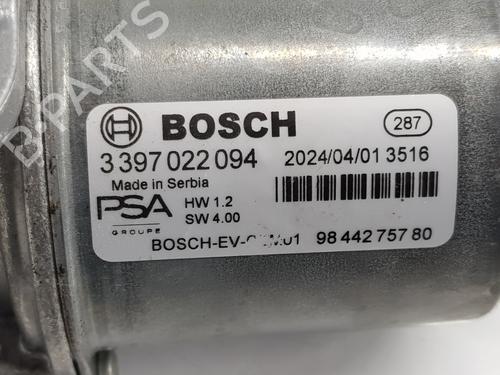 B-PARTS
BOSCH
287
3 397 022 094 2024/04/01 3516
Made in Serbia
PSA HW 1.2
GROUPE SW 4.00
98 442 757 80